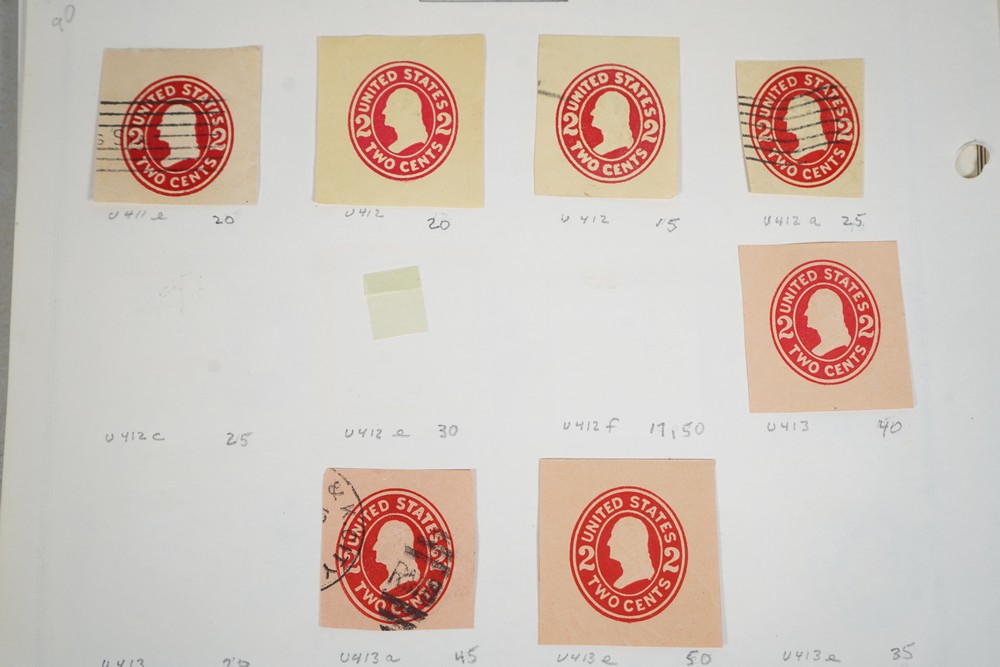 90
UNITED STATES 2 2 TWO CENTS
UNITED STATES 2 2 TWO CENTS
UNITED STATES 2 2 TWO CENTS
UNITED STATES 2 2 TWO CENTS
U411e 20
U412 20
U412 15
U412a 25
UNITED STATES 2 2 TWO CENTS
U412c 25
U412e 30
U412f 17,50
U413 40
UNITED STATES 2 2 TWO CENTS
UNITED STATES 2 2 TWO CENTS
U413
U413a 45
U413e 50
U413e 35